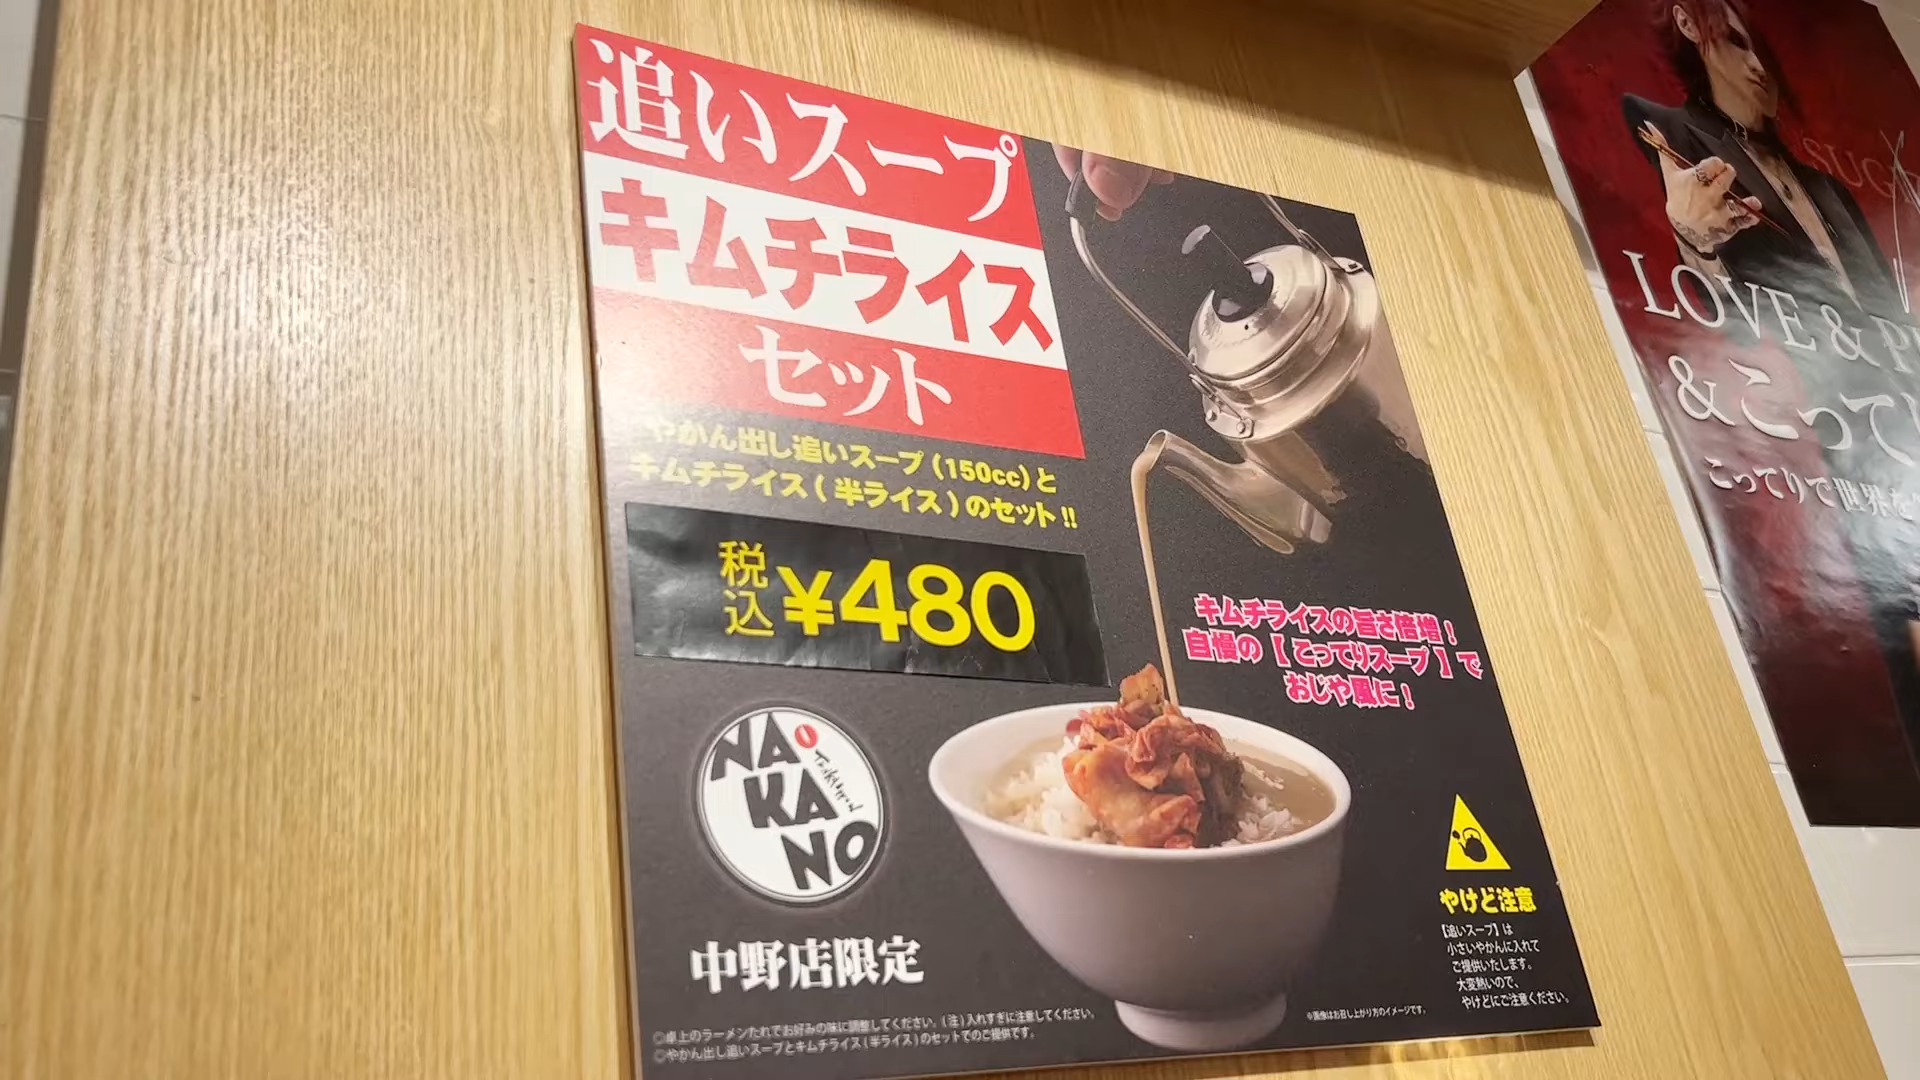 追いスープ
キムチライス
セット
やかん出し追いスープ(150cc)と
キムチライス(半ライス)のセット!!
税込¥480
キムチライスの旨さ倍増!
自慢の【こってりスープ】で
おじや風に!
NA
KA
NO
中野店限定
やけど注意
【追いスープ】は
小さいやかんに入れて
ご提供いたします。
大変熱いので、
やけどにご注意ください。
※画像はお召し上がり方のイメージです。
◎卓上のラーメンたれでお好みの味に調整してください。(注)入れすぎに注意してください。
◎やかん出し追いスープとキムチライス(半ライス)のセットでのご提供です。
LOVE &
&こって
こってりで世界を